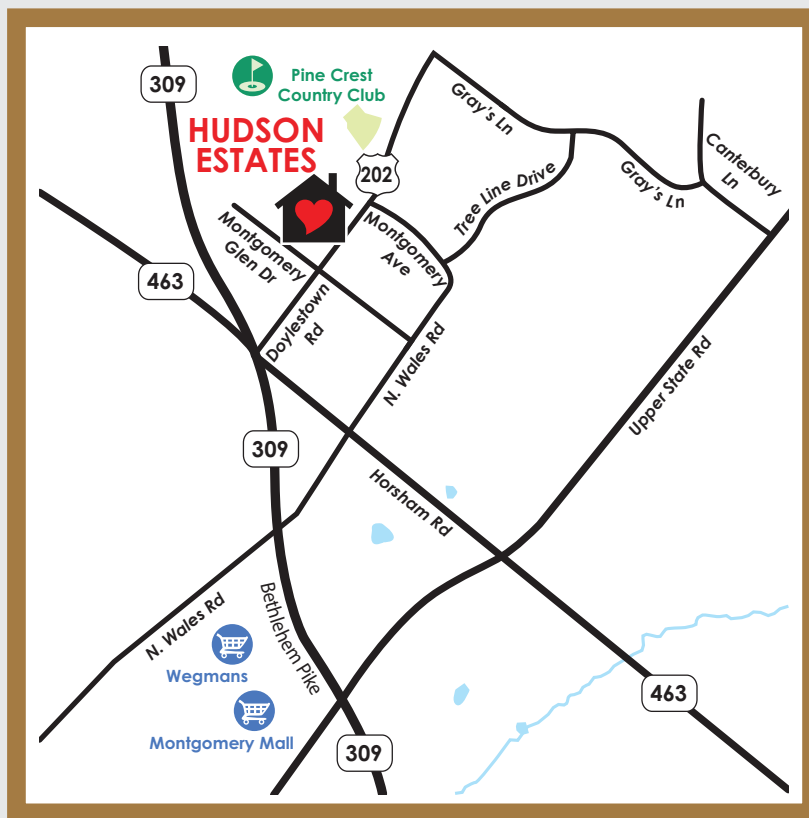 309
Pine Crest
Country Club
HUDSON
ESTATES
202
Gray's Ln
Gray's Ln
Canterbury
Ln
Tree Line Drive
Montgomery
Ave
Montgomery
Glen Dr
463
Doylestown
Rd
N. Wales Rd
Upper State Rd
309
Horsham Rd
N. Wales Rd
Bethlehem Pike
Wegmans
Montgomery Mall
463
309